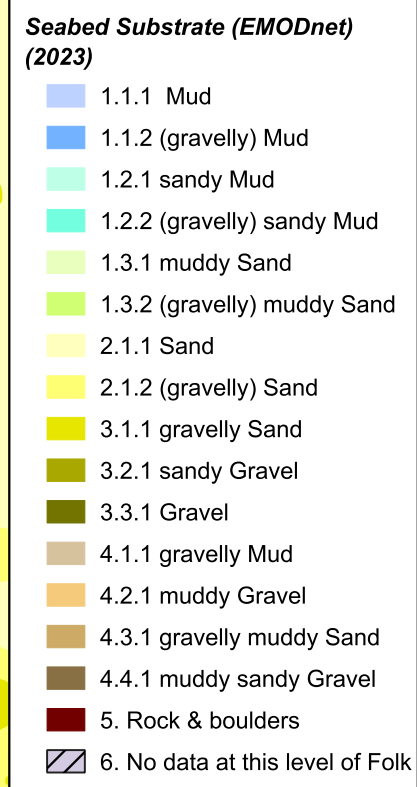 Seabed Substrate (EMODnet)
(2023)
1.1.1 Mud
1.1.2 (gravelly) Mud
1.2.1 sandy Mud
1.2.2 (gravelly) sandy Mud
1.3.1 muddy Sand
1.3.2 (gravelly) muddy Sand
2.1.1 Sand
2.1.2 (gravelly) Sand
3.1.1 gravelly Sand
3.2.1 sandy Gravel
3.3.1 Gravel
4.1.1 gravelly Mud
4.2.1 muddy Gravel
4.3.1 gravelly muddy Sand
4.4.1 muddy sandy Gravel
5. Rock & boulders
6. No data at this level of Folk